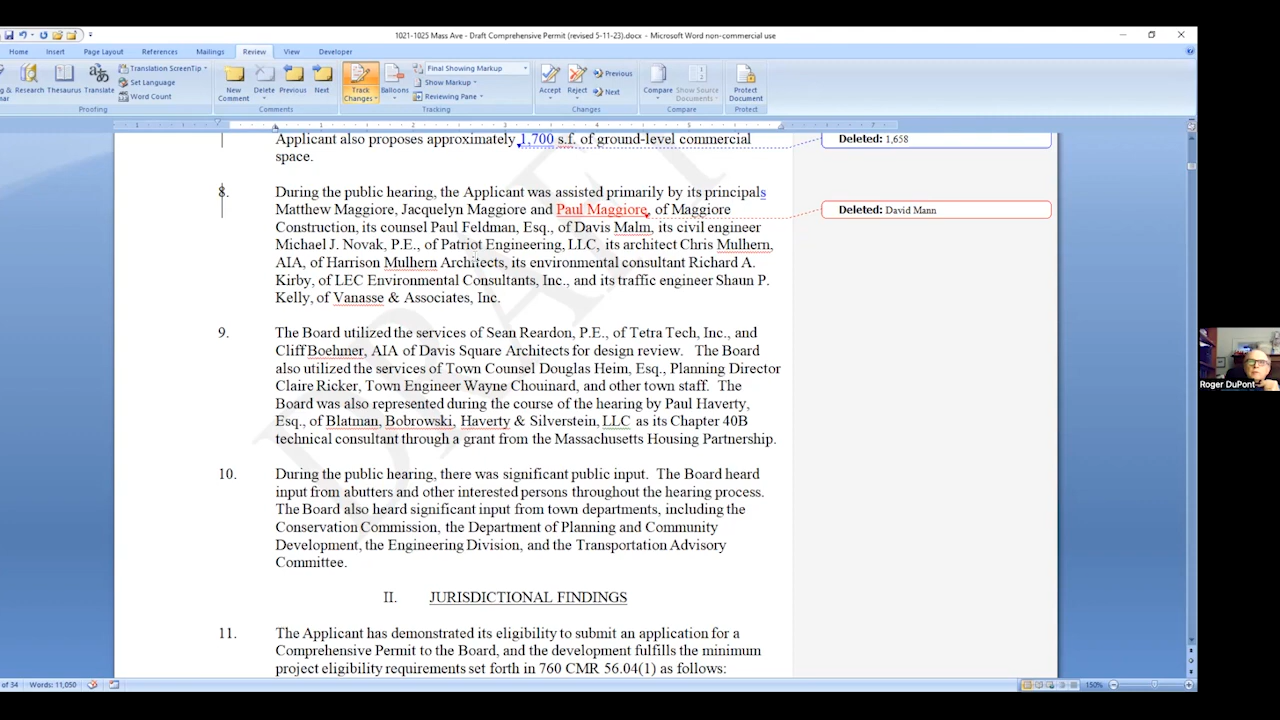 1021-1025 Mass Ave - Draft Comprehensive Permit (revised 5-11-23).docx - Microsoft Word non-commercial use
Home Insert Page Layout References Mailings Review View Developer
Research Thesaurus Translate
Translation ScreenTip
Set Language
Word Count
New Comment
Delete
Previous
Next
Track Changes
Balloons
Final Showing Markup
Show Markup
Reviewing Pane
Accept
Reject
Previous
Next
Compare
Show Source Documents
Protect Document
Proofing Comments Tracking Changes Compare Protect
Applicant also proposes approximately 1,700 s.f. of ground-level commercial
space.
Deleted: 1,658
8. During the public hearing, the Applicant was assisted primarily by its principals
Matthew Maggiore, Jacquelyn Maggiore and Paul Maggiore, of Maggiore
Deleted: David Mann
Construction, its counsel Paul Feldman, Esq., of Davis Malm, its civil engineer
Michael J. Novak, P.E., of Patriot Engineering, LLC, its architect Chris Mulhern,
AIA, of Harrison Mulhern Architects, its environmental consultant Richard A.
Kirby, of LEC Environmental Consultants, Inc., and its traffic engineer Shaun P.
Kelly, of Vanasse & Associates, Inc.
9. The Board utilized the services of Sean Reardon, P.E., of Tetra Tech, Inc., and
Cliff Boehmer, AIA of Davis Square Architects for design review. The Board
also utilized the services of Town Counsel Douglas Heim, Esq., Planning Director
Claire Ricker, Town Engineer Wayne Chouinard, and other town staff. The
Board was also represented during the course of the hearing by Paul Haverty,
Esq., of Blatman, Bobrowski, Haverty & Silverstein, LLC as its Chapter 40B
technical consultant through a grant from the Massachusetts Housing Partnership.
10. During the public hearing, there was significant public input. The Board heard
input from abutters and other interested persons throughout the hearing process.
The Board also heard significant input from town departments, including the
Conservation Commission, the Department of Planning and Community
Development, the Engineering Division, and the Transportation Advisory
Committee.
II. JURISDICTIONAL FINDINGS
11. The Applicant has demonstrated its eligibility to submit an application for a
Comprehensive Permit to the Board, and the development fulfills the minimum
project eligibility requirements set forth in 760 CMR 56.04(1) as follows:
of 34 Words: 11,050
150%
Roger DuPont